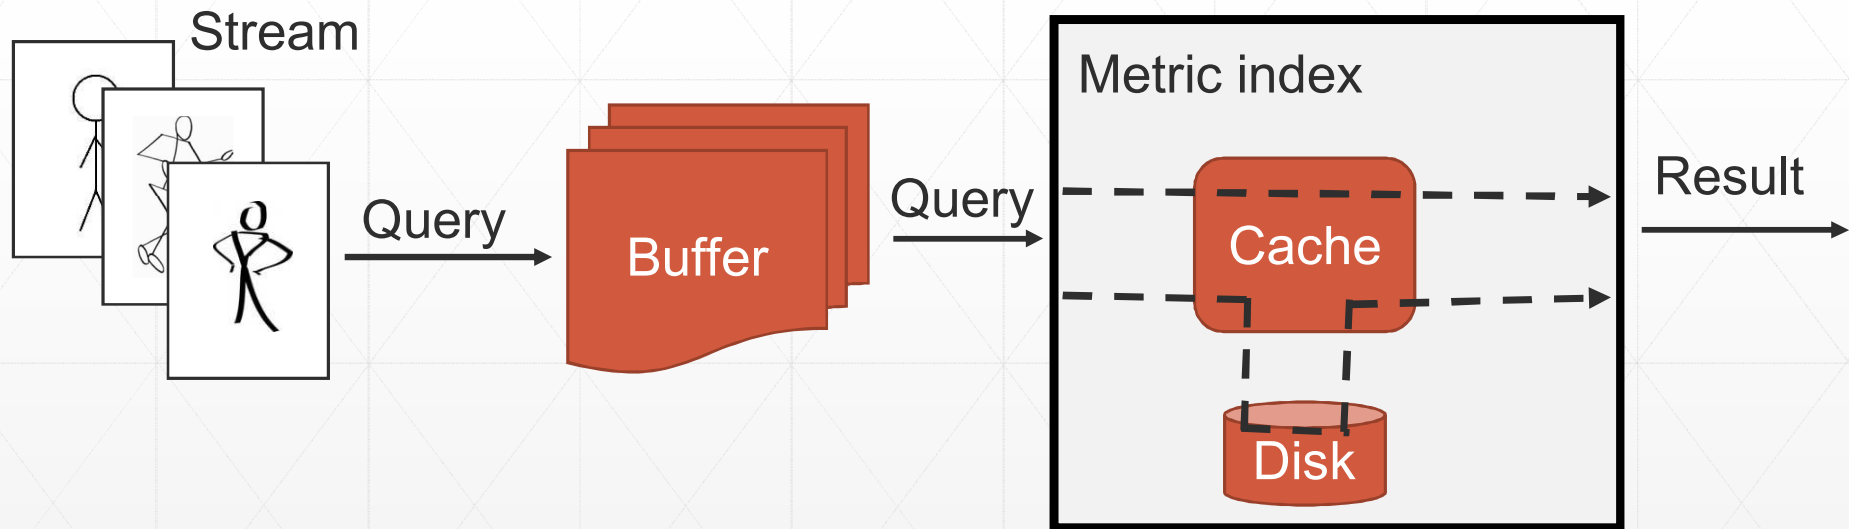 Stream
Query
Buffer
Query
Metric index
Cache
Disk
Result